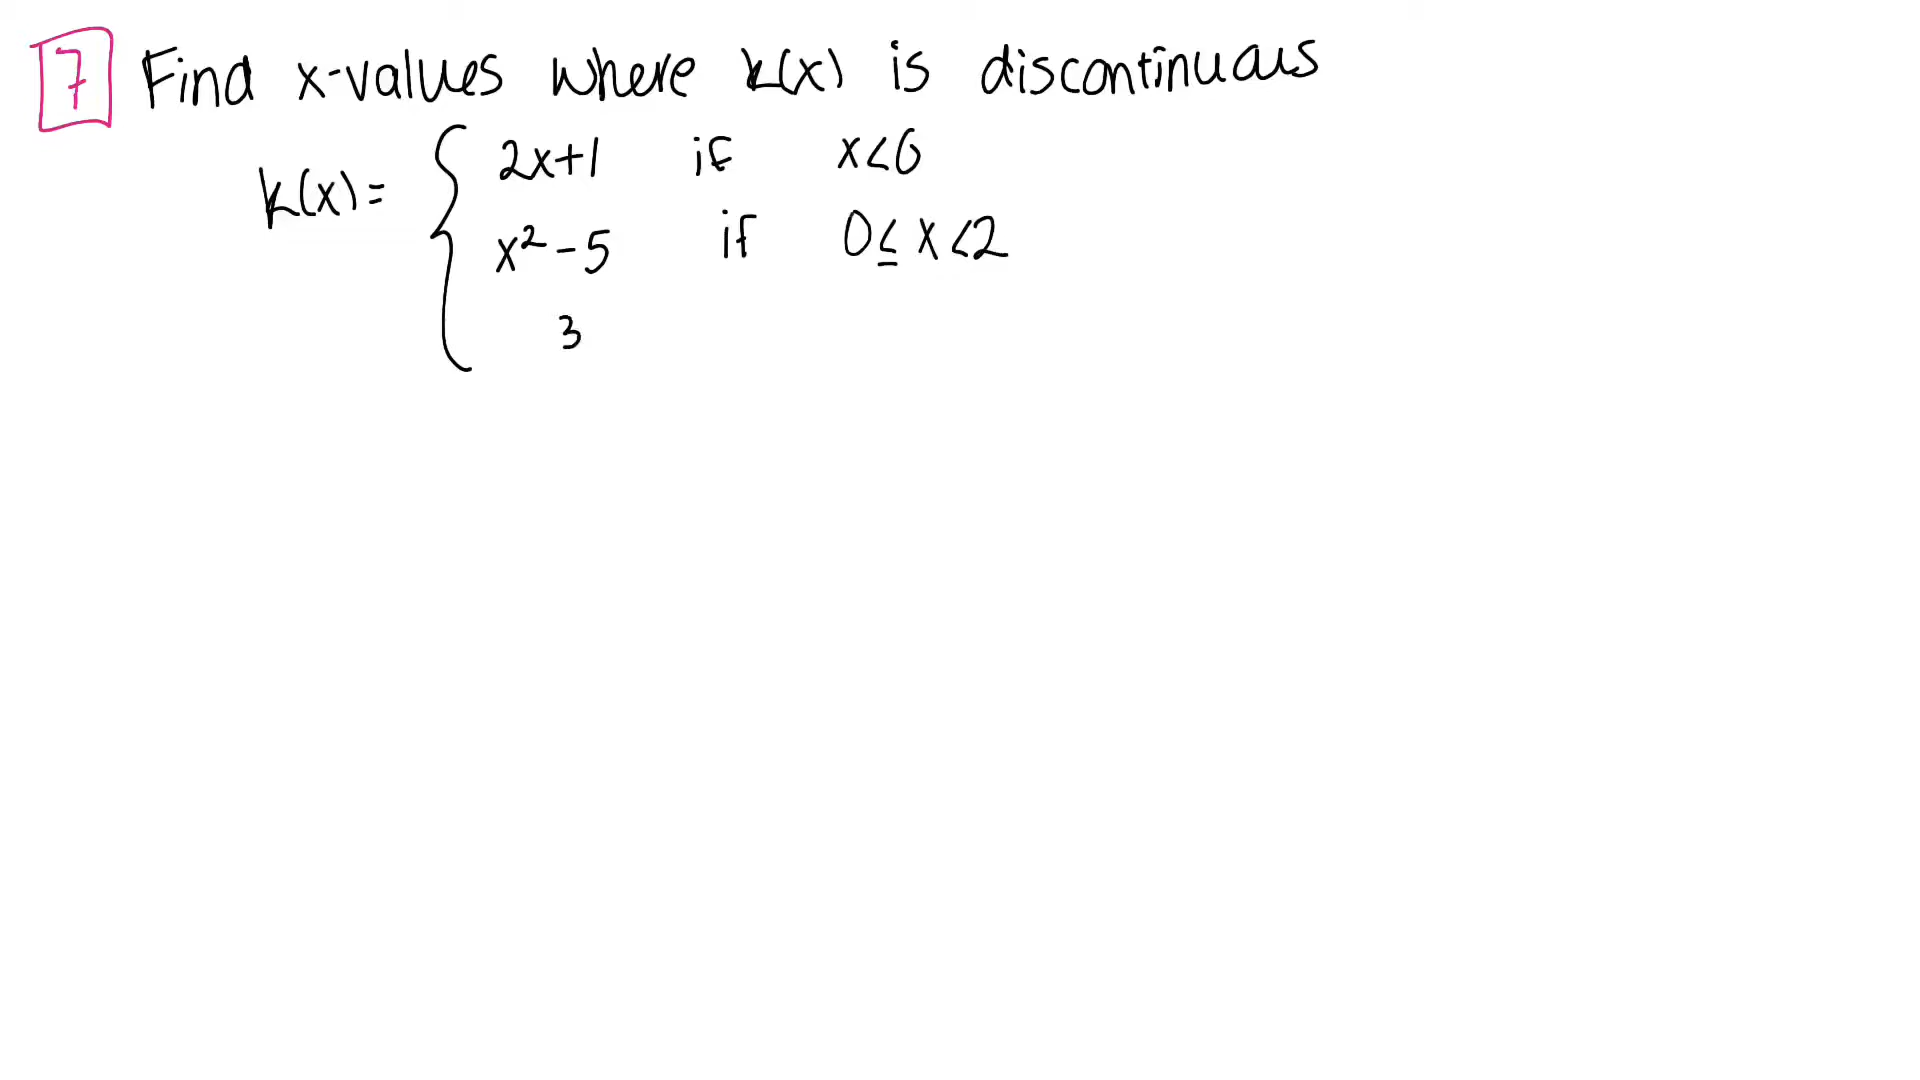 7 Find x-values where k(x) is discontinuous
k(x)= { 2x+1 if x<0
x²-5 if 0≤x<2
3